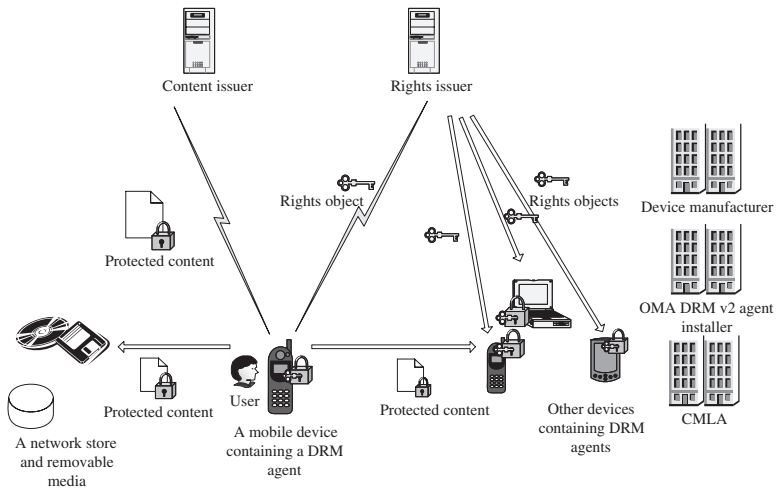 Content issuer
Rights issuer
Rights object
Rights objects
Device manufacturer
Protected content
OMA DRM v2 agent
installer
User
Protected content
Protected content
CMLA
A network store
and removable
media
A mobile device
containing a DRM
agent
Other devices
containing DRM
agents